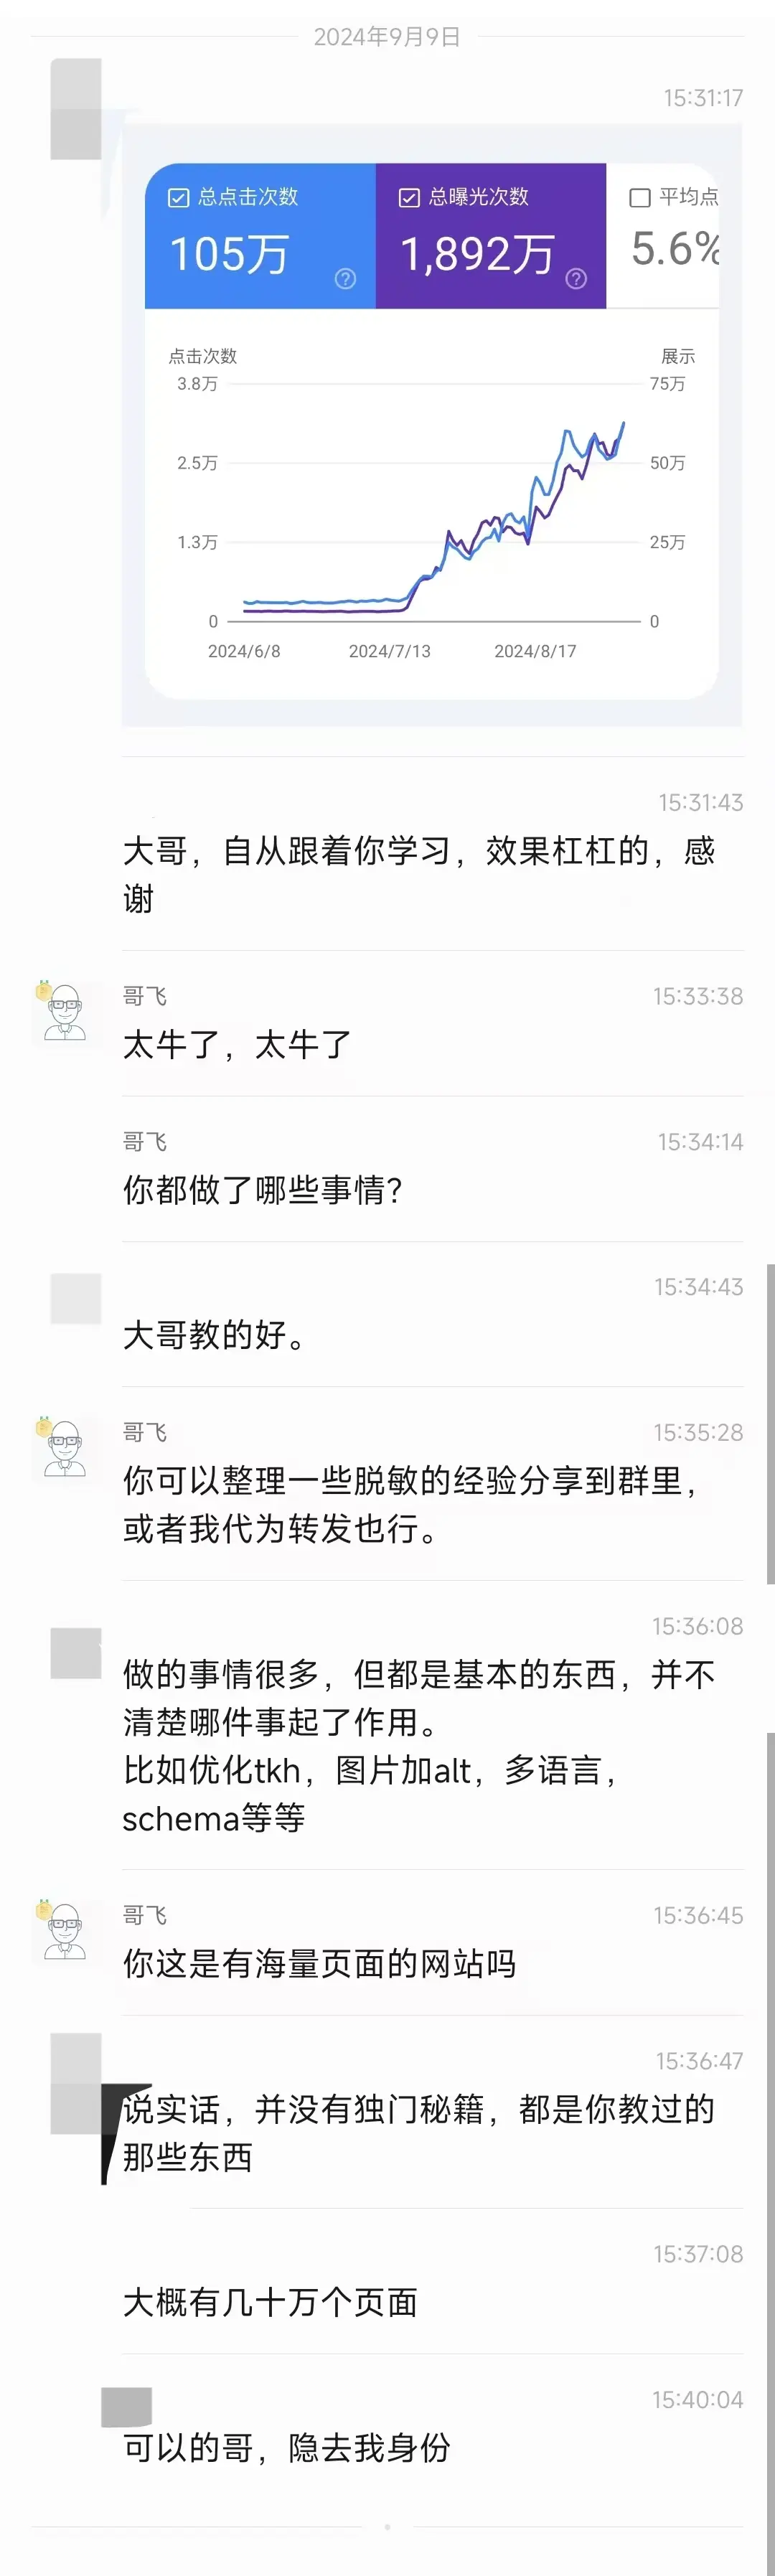 2024年9月9日
15:31:17
总点击次数
105万
总曝光次数
1,892万
平均点
5.6%
点击次数
展示
3.8万
75万
2.5万
50万
1.3万
25万
0
0
2024/6/8
2024/7/13
2024/8/17
15:31:43
大哥，自从跟着你学习，效果杠杠的，感
谢
哥飞
15:33:38
太牛了，太牛了
哥飞
15:34:14
你都做了哪些事情？
15:34:43
大哥教的好。
哥飞
15:35:28
你可以整理一些脱敏的经验分享到群里，
或者我代为转发也行。
15:36:08
做的事情很多，但都是基本的东西，并不
清楚哪件事起了作用。
比如优化tkh，图片加alt，多语言，
schema等等
哥飞
15:36:45
你这是有海量页面的网站吗
15:36:47
说实话，并没有独门秘籍，都是你教过的
那些东西
15:37:08
大概有几十万个页面
15:40:04
可以的哥，隐去我身份